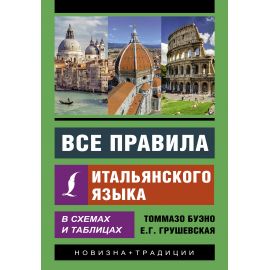 ВСЕ ПРАВИЛА
ИТАЛЬЯНСКОГО
ЯЗЫКА
В СХЕМАХ
И ТАБЛИЦАХ
ТОММАЗО БУЭНО
Е.Г. ГРУШЕВСКАЯ
НОВИЗНА+ТРАДИЦИИ